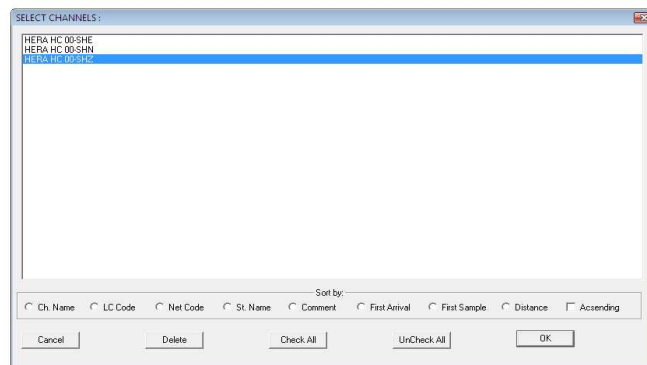 SELECT CHANNELS :
HERA HC 00-SHE
HERA HC 00-SHN
HERA HC 00-SHZ
Sort by:
Ch. Name LC Code Net Code St. Name Comment First Arrival First Sample Distance Acsending
Cancel Delete Check All UnCheck All OK